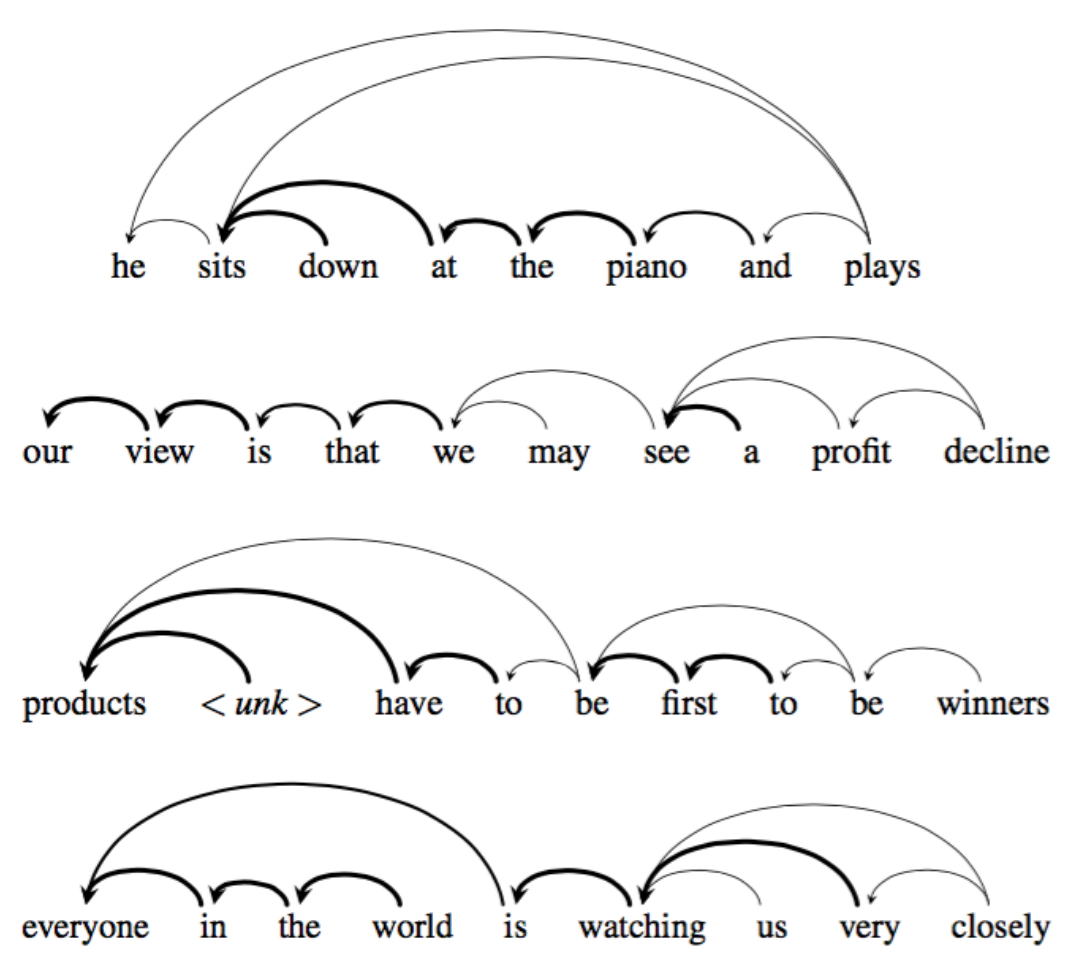 he sits down at the piano and plays
our view is that we may see a profit decline
products < unk > have to be first to be winners
everyone in the world is watching us very closely